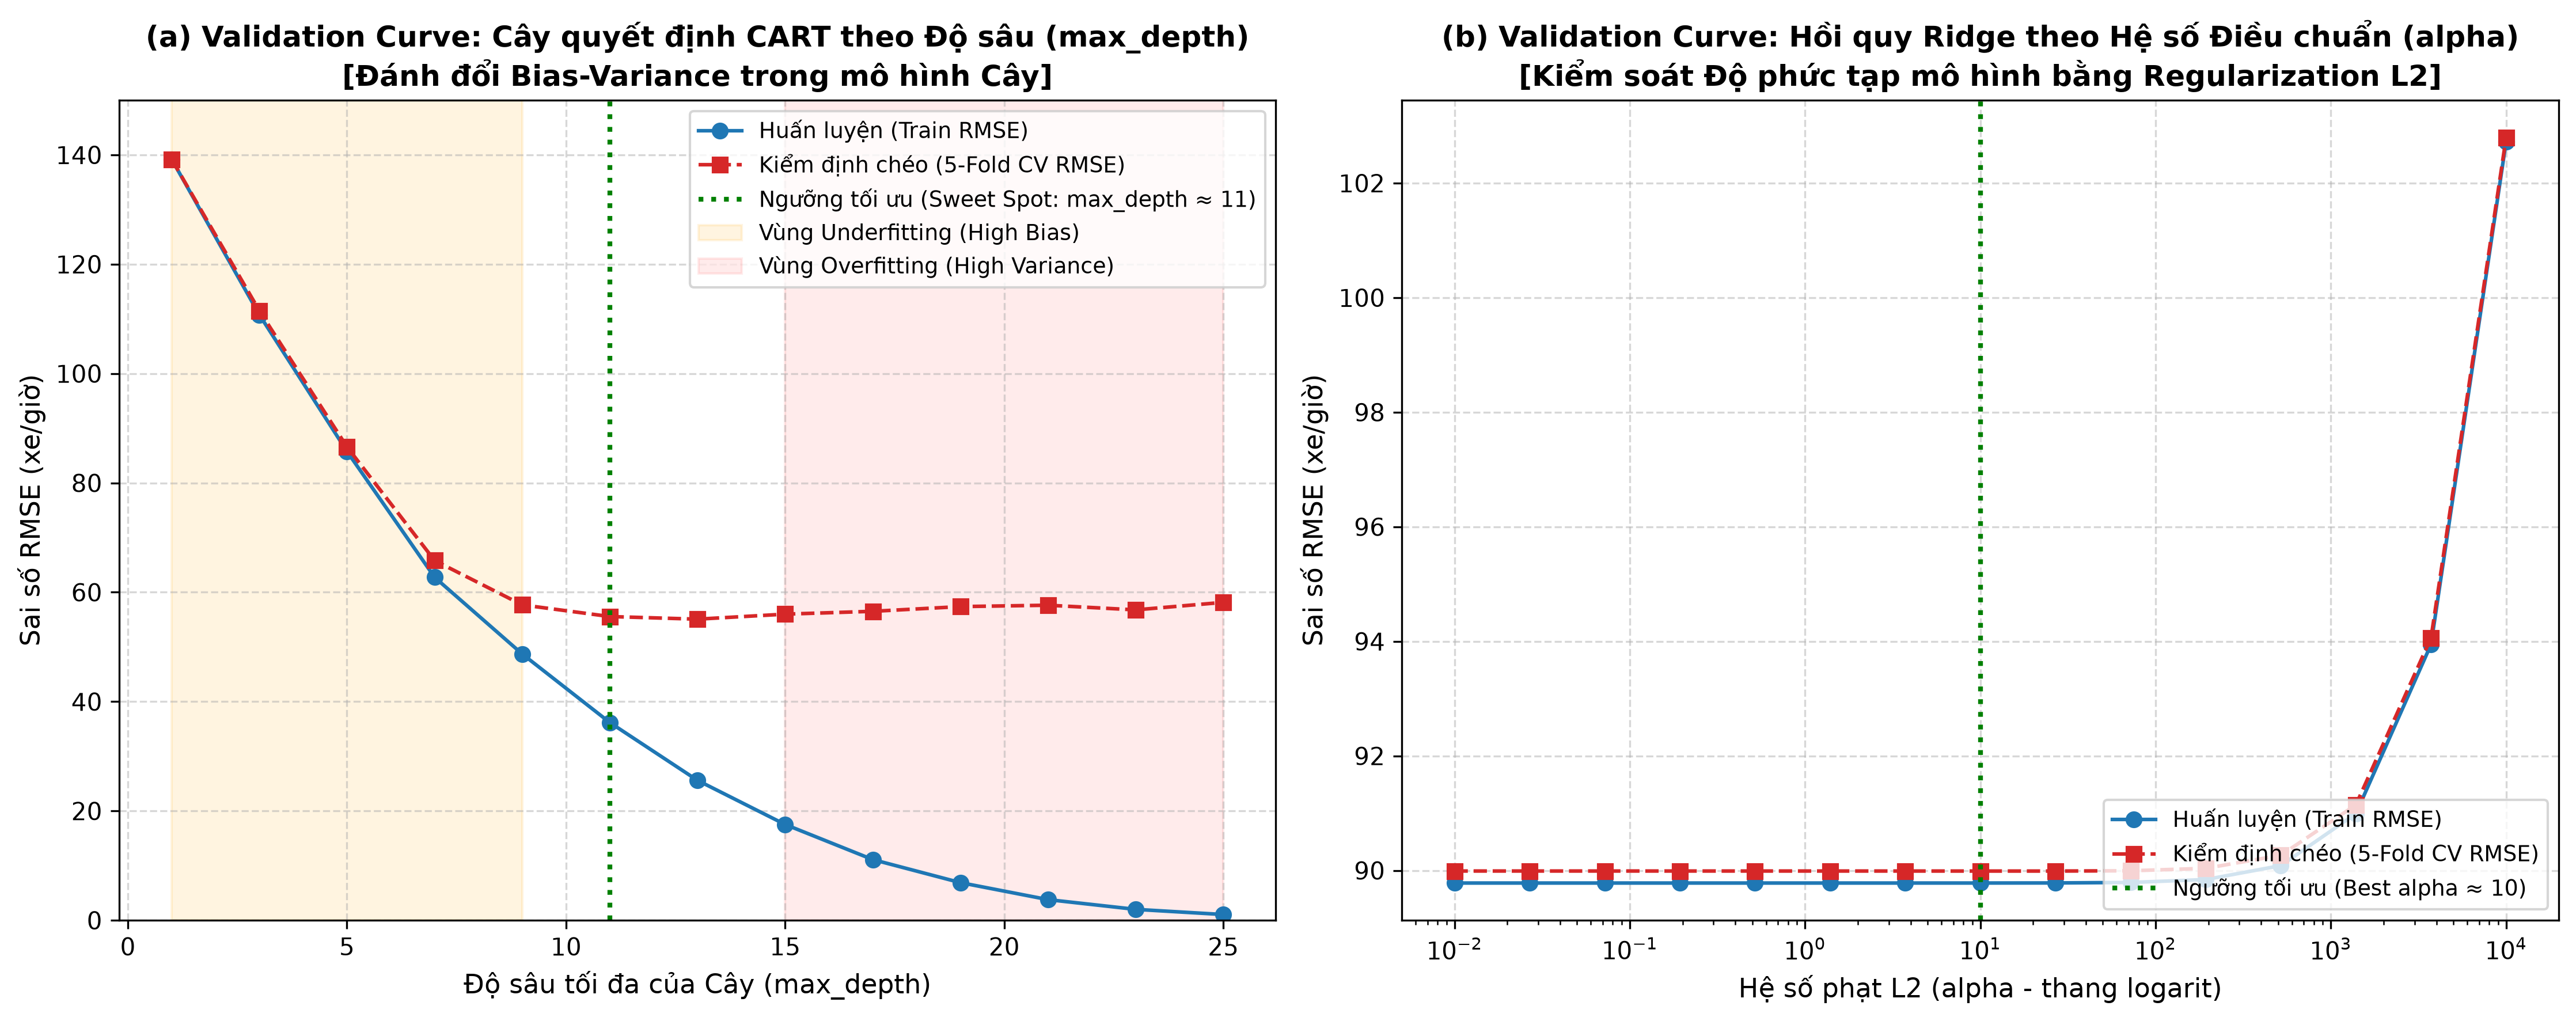 (a) Validation Curve: Cây quyết định CART theo Độ sâu (max_depth)
[Đánh đổi Bias-Variance trong mô hình Cây]
Sai số RMSE (xe/giờ)
140
120
100
80
60
40
20
0
Huấn luyện (Train RMSE)
Kiểm định chéo (5-Fold CV RMSE)
Ngưỡng tối ưu (Sweet Spot: max_depth ≈ 11)
Vùng Underfitting (High Bias)
Vùng Overfitting (High Variance)
0 5 10 15 20 25
Độ sâu tối đa của Cây (max_depth)
(b) Validation Curve: Hồi quy Ridge theo Hệ số Điều chuẩn (alpha)
[Kiểm soát Độ phức tạp mô hình bằng Regularization L2]
Sai số RMSE (xe/giờ)
102
100
98
96
94
92
90
Huấn luyện (Train RMSE)
Kiểm định chéo (5-Fold CV RMSE)
Ngưỡng tối ưu (Best alpha ≈ 10)
10⁻² 10⁻¹ 10⁰ 10¹ 10² 10³ 10⁴
Hệ số phạt L2 (alpha - thang logarit)